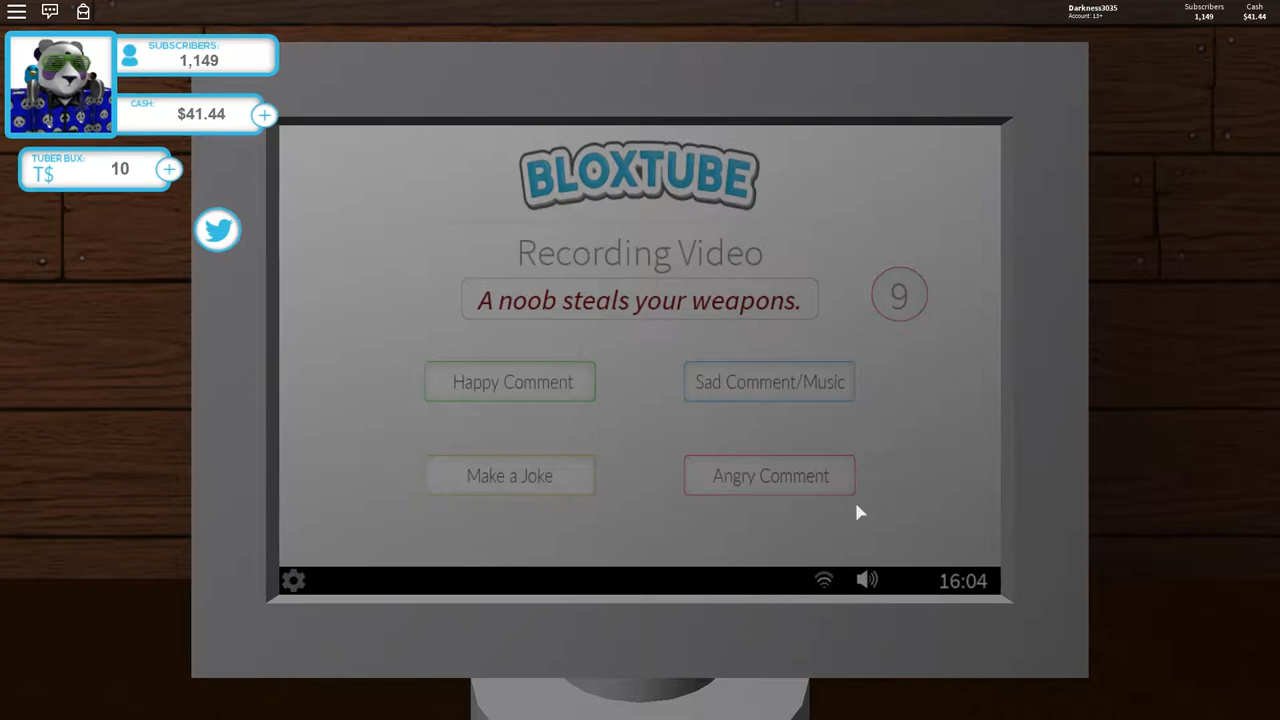 Darkness3035
Account: 13+
Subscribers
1,149
Cash
$41.44
SUBSCRIBERS:
1,149
CASH:
$41.44
+
TUBER BUX:
T$
10
+
BLOXTUBE
Recording Video
A noob steals your weapons.
9
Happy Comment
Sad Comment/Music
Make a Joke
Angry Comment
16:04